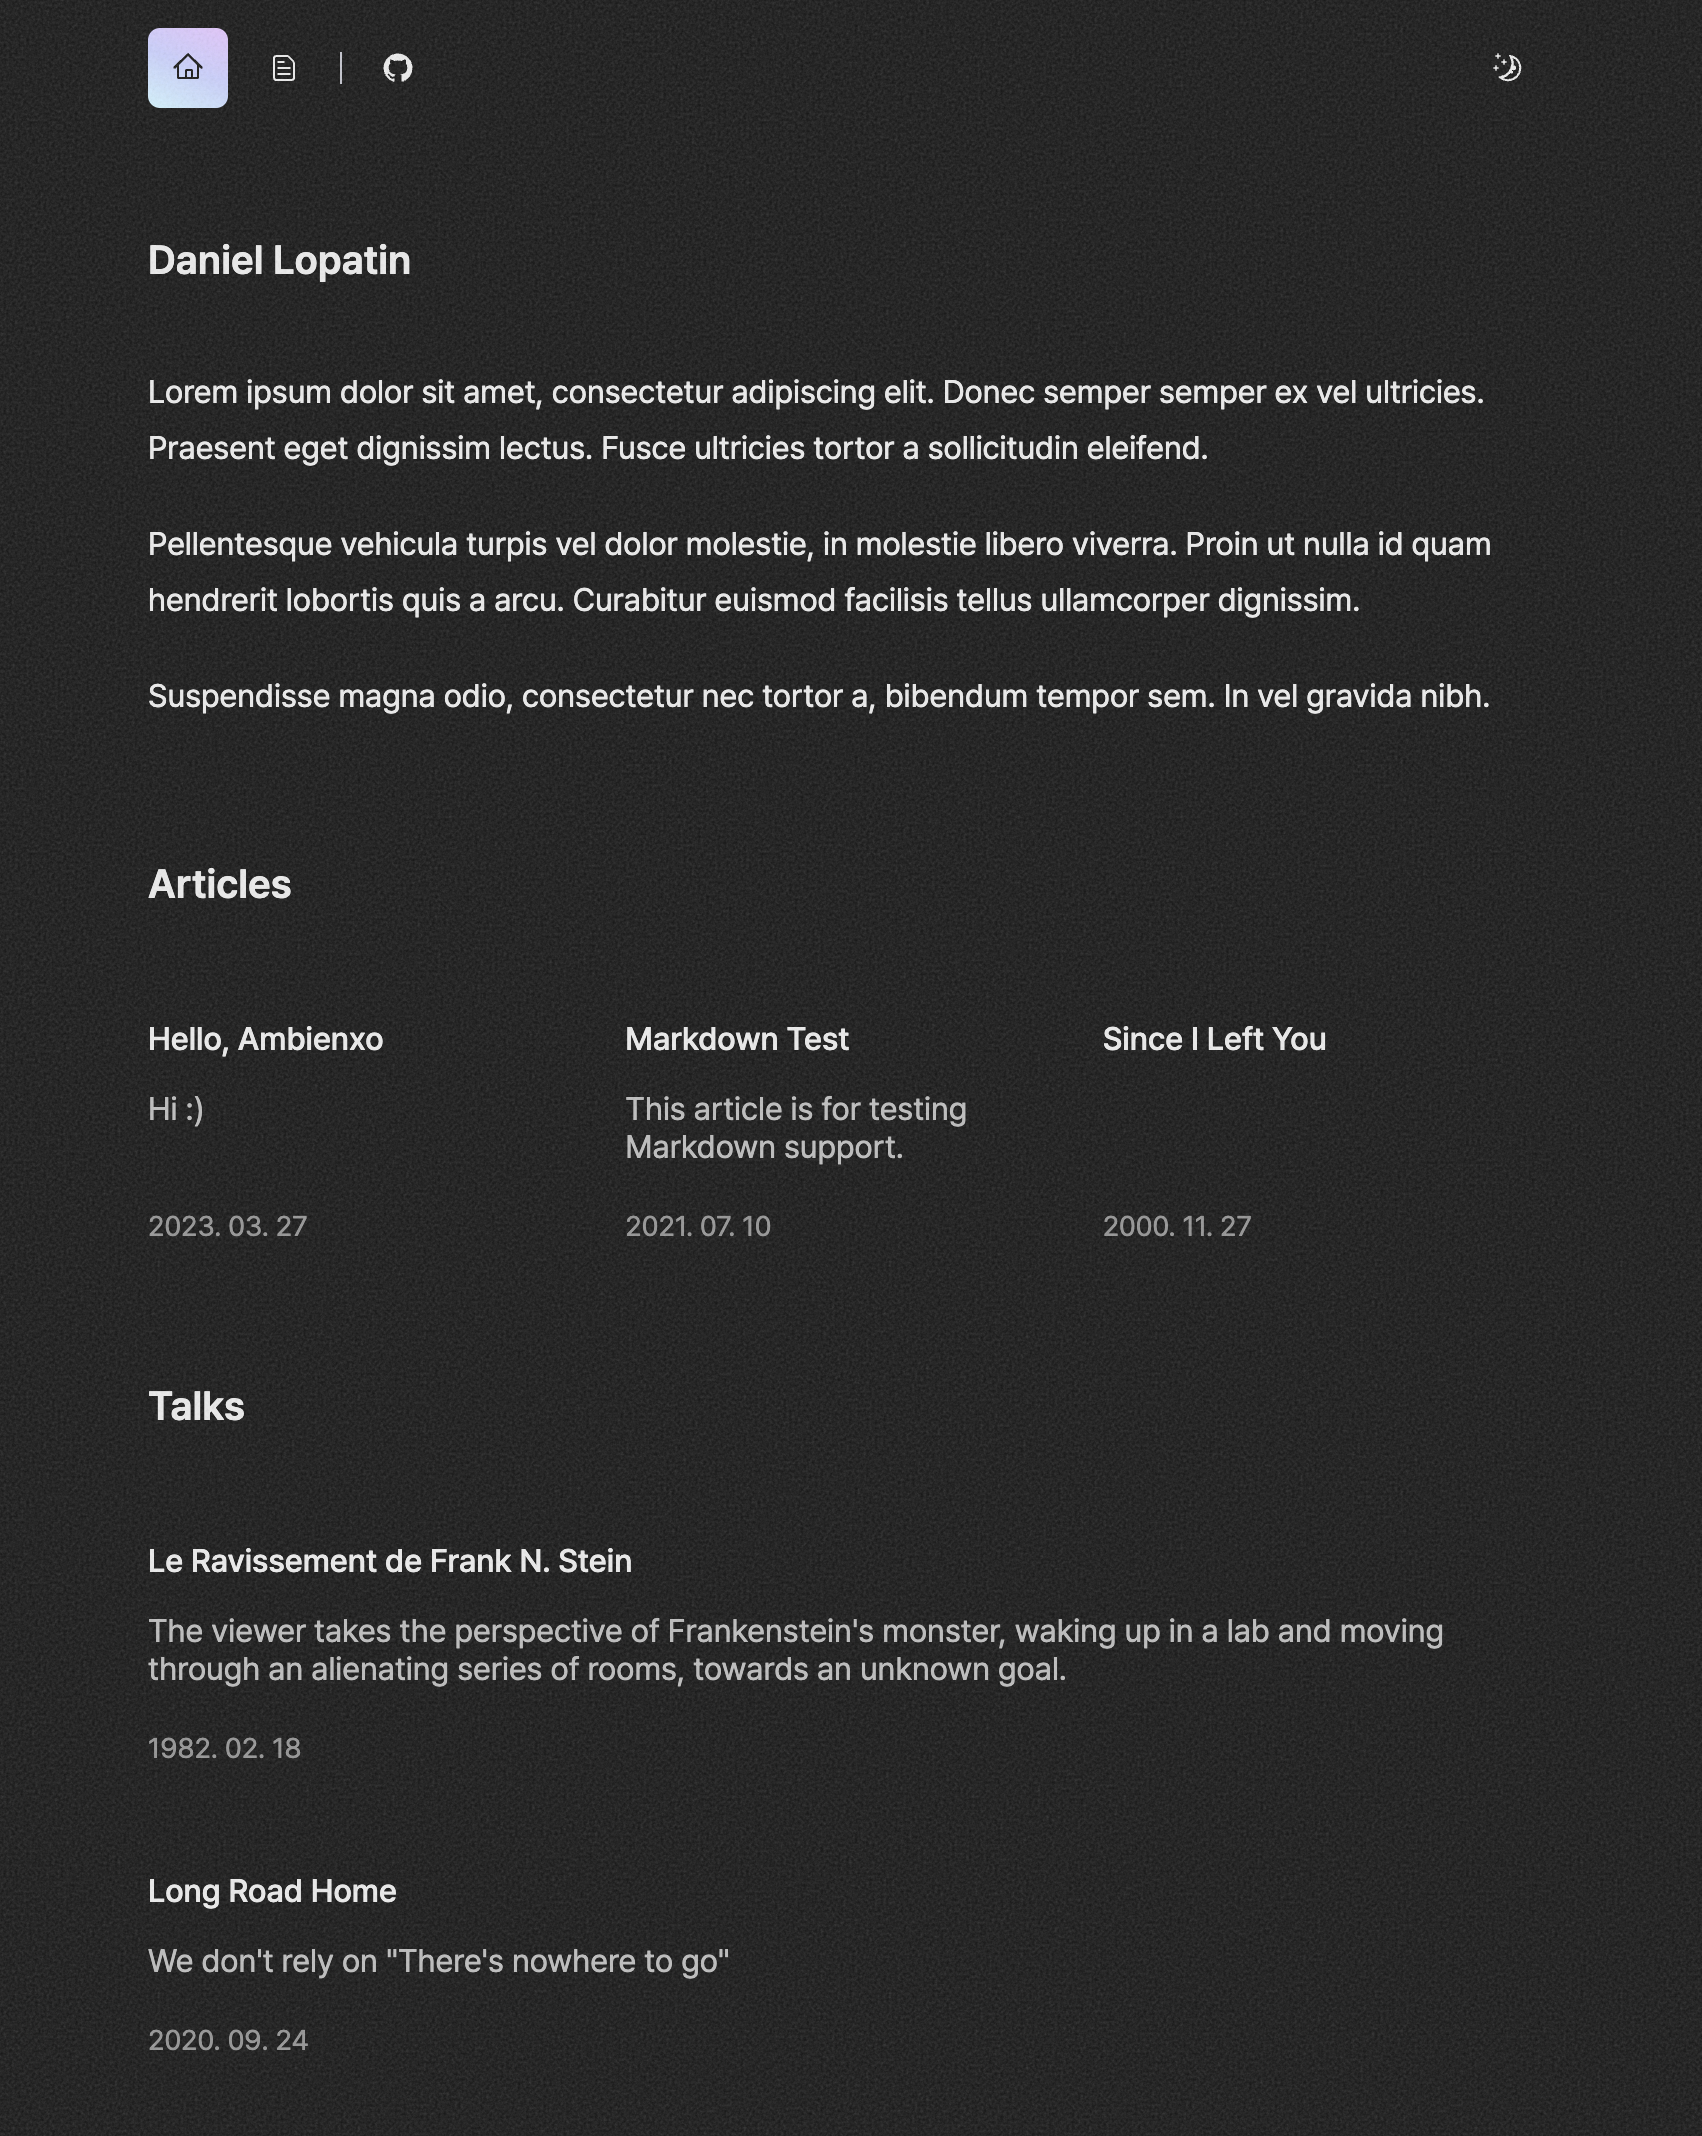 Daniel Lopatin
Lorem ipsum dolor sit amet, consectetur adipiscing elit. Donec semper semper ex vel ultricies.
Praesent eget dignissim lectus. Fusce ultricies tortor a sollicitudin eleifend.
Pellentesque vehicula turpis vel dolor molestie, in molestie libero viverra. Proin ut nulla id quam
hendrerit lobortis quis a arcu. Curabitur euismod facilisis tellus ullamcorper dignissim.
Suspendisse magna odio, consectetur nec tortor a, bibendum tempor sem. In vel gravida nibh.
Articles
Hello, Ambienxo
Hi :)
2023. 03. 27
Markdown Test
This article is for testing
Markdown support.
2021. 07. 10
Since I Left You
2000. 11. 27
Talks
Le Ravissement de Frank N. Stein
The viewer takes the perspective of Frankenstein's monster, waking up in a lab and moving
through an alienating series of rooms, towards an unknown goal.
1982. 02. 18
Long Road Home
We don't rely on "There's nowhere to go"
2020. 09. 24